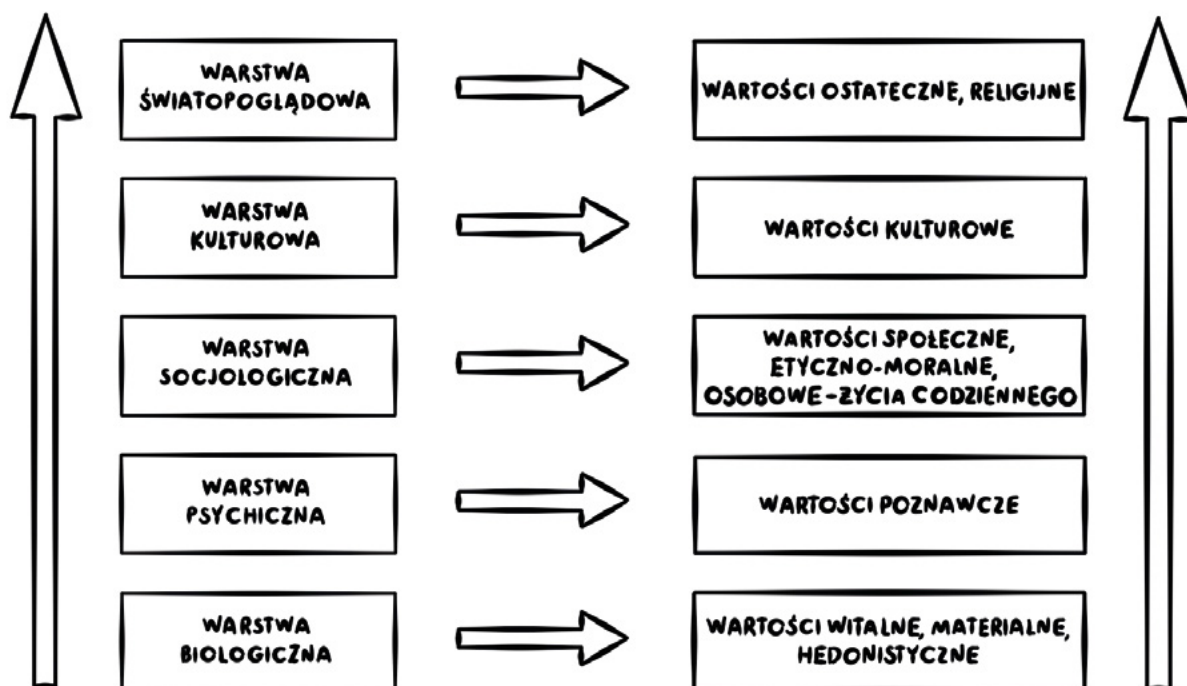 WARSTWA
ŚWIATOPOGLĄDOWA
WARTOŚCI OSTATECZNE, RELIGIJNE
WARSTWA
KULTUROWA
WARTOŚCI KULTUROWE
WARSTWA
SOCJOLOGICZNA
WARTOŚCI SPOŁECZNE,
ETYCZNO-MORALNE,
OSOBOWE-ŻYCIA CODZIENNEGO
WARSTWA
PSYCHICZNA
WARTOŚCI POZNAWCZE
WARSTWA
BIOLOGICZNA
WARTOŚCI WITALNE, MATERIALNE,
HEDONISTYCZNE